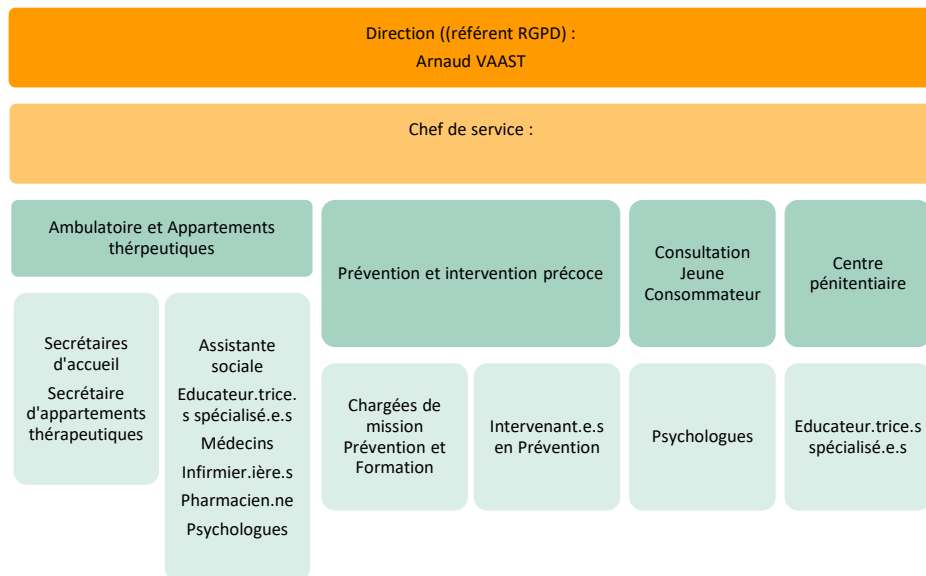 Direction ((référent RGPD) :
Arnaud VAAST
Chef de service :
Ambulatoire et Appartements
thérpeutiques
Secrétaires
d'accueil
Secrétaire
d'appartements
thérapeutiques
Assistante
sociale
Educateur.trice.
s spécialisé.e.s
Médecins
Infirmier.ière.s
Pharmacien.ne
Psychologues
Prévention et intervention précoce
Chargées de
mission
Prévention et
Formation
Intervenant.e.s
en Prévention
Consultation
Jeune
Consommateur
Psychologues
Centre
pénitentiaire
Educateur.trice.s
spécialisé.e.s